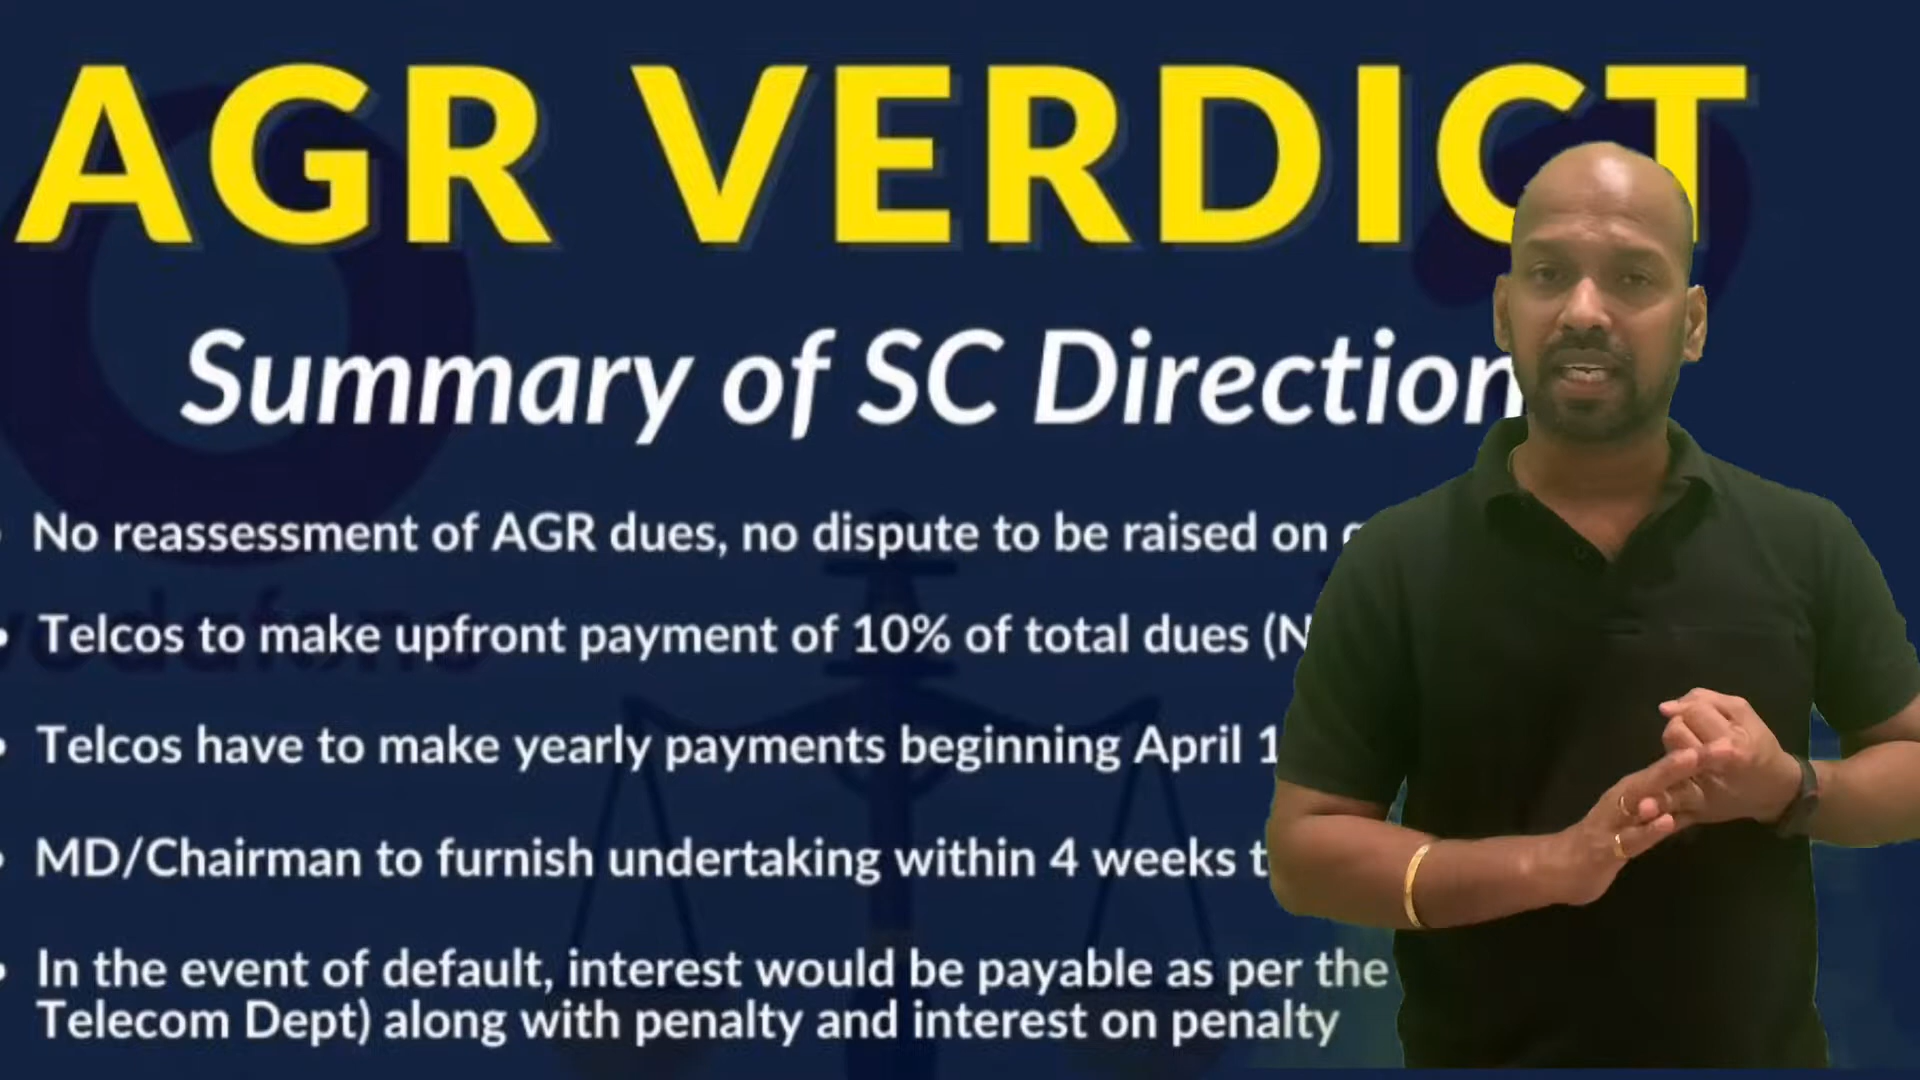 AGR VERDICT
Summary of SC Direction
No reassessment of AGR dues, no dispute to be raised on
• Telcos to make upfront payment of 10% of total dues (N
• Telcos have to make yearly payments beginning April 1
• MD/Chairman to furnish undertaking within 4 weeks t
• In the event of default, interest would be payable as per the
Telecom Dept) along with penalty and interest on penalty
vodafone